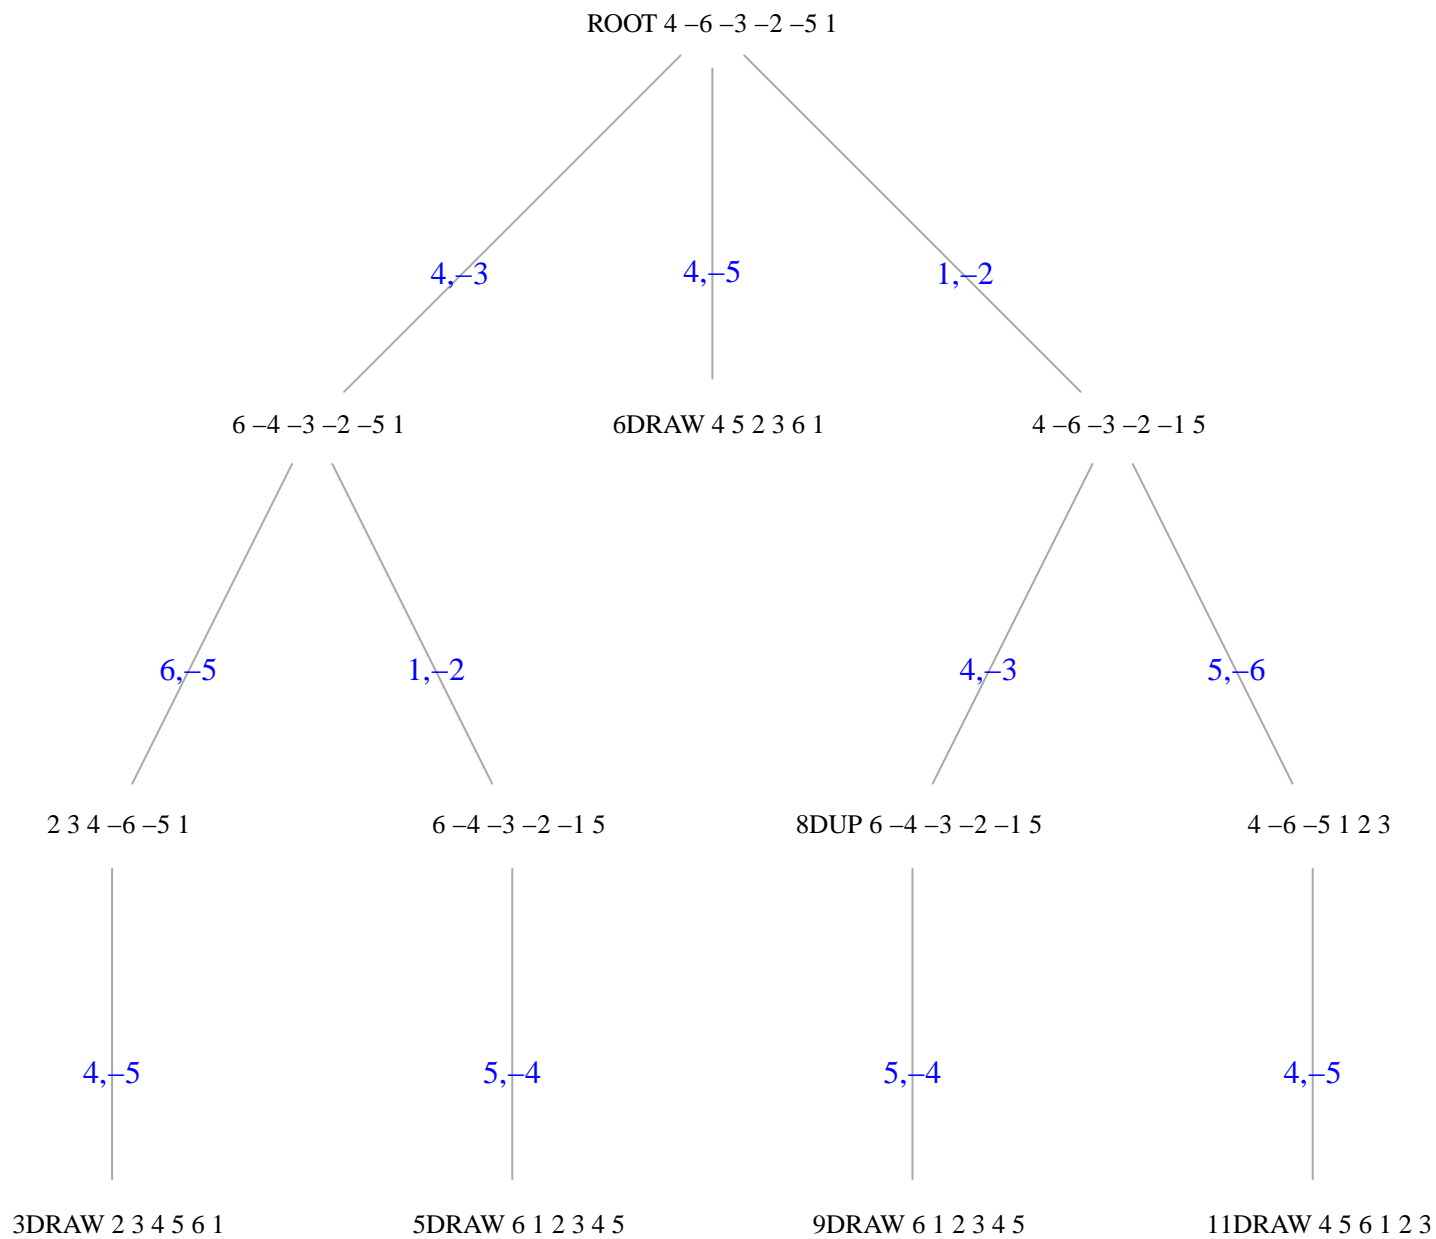 ROOT 4 –6 –3 –2 –5 1
4,–3
4,–5
1,–2
6 –4 –3 –2 –5 1
6DRAW 4 5 2 3 6 1
4 –6 –3 –2 –1 5
6,–5
1,–2
4,–3
5,–6
2 3 4 –6 –5 1
6 –4 –3 –2 –1 5
8DUP 6 –4 –3 –2 –1 5
4 –6 –5 1 2 3
4,–5
5,–4
5,–4
4,–5
3DRAW 2 3 4 5 6 1
5DRAW 6 1 2 3 4 5
9DRAW 6 1 2 3 4 5
11DRAW 4 5 6 1 2 3